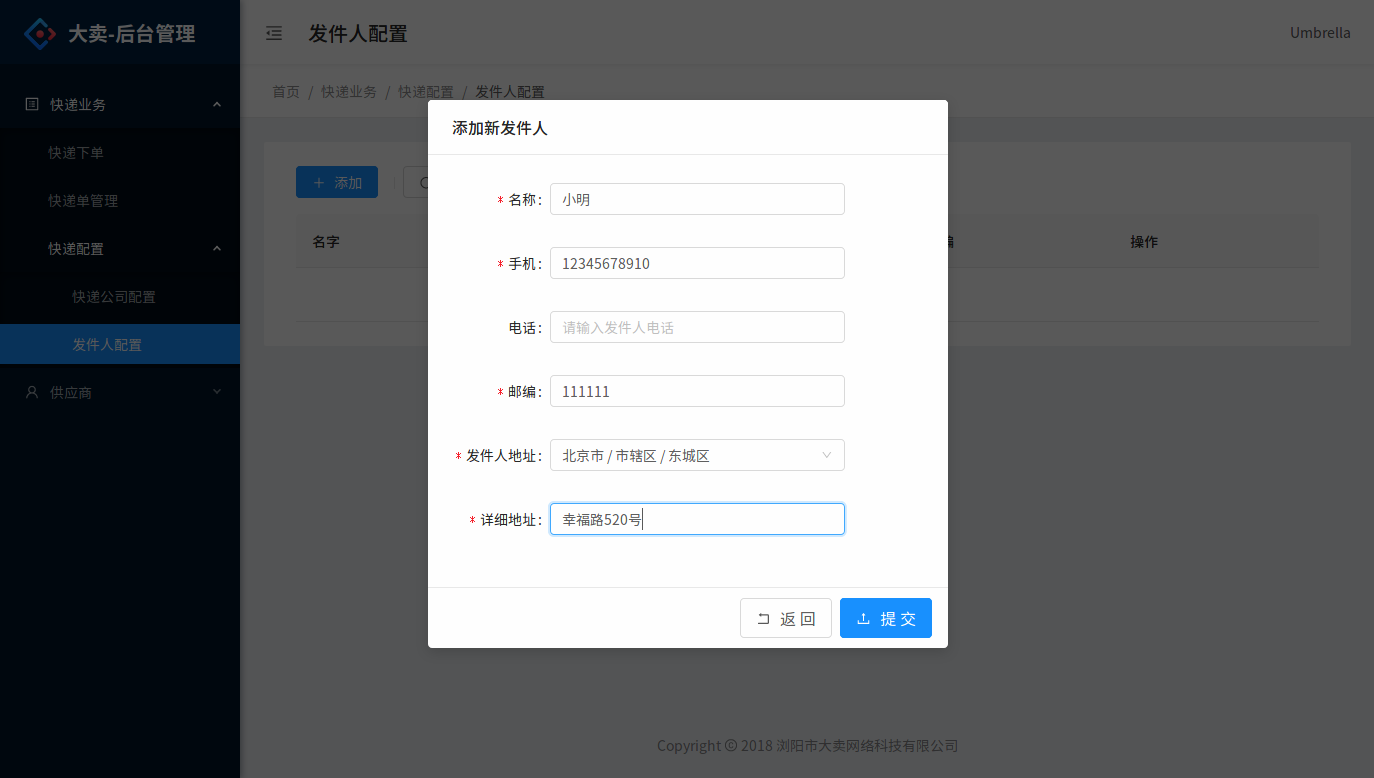 大卖-后台管理
发件人配置
Umbrella
首页 / 快递业务 / 快递配置 / 发件人配置
快递业务
快递下单
快递单管理
快递配置
快递公司配置
发件人配置
供应商
添加
名字
操作
添加新发件人
* 名称: 小明
* 手机: 12345678910
电话: 请输入发件人电话
* 邮编: 111111
* 发件人地址: 北京市 / 市辖区 / 东城区
* 详细地址: 幸福路520号
返回
提交
Copyright © 2018 浏阳市大卖网络科技有限公司